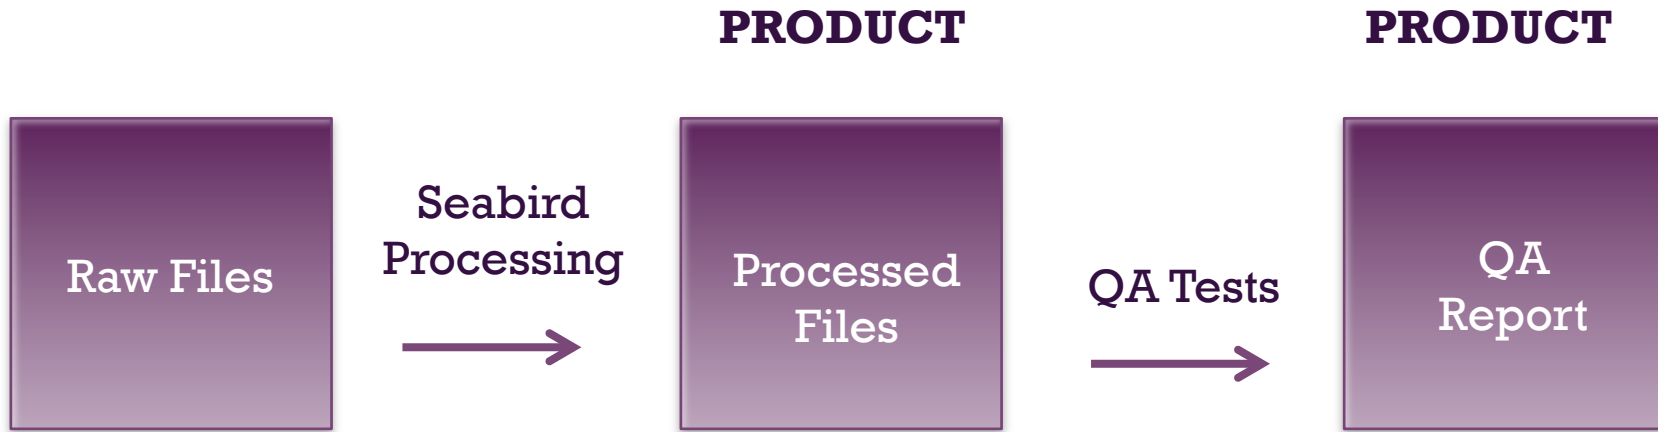 PRODUCT
PRODUCT
Raw Files
Seabird
Processing
Processed
Files
QA Tests
QA
Report